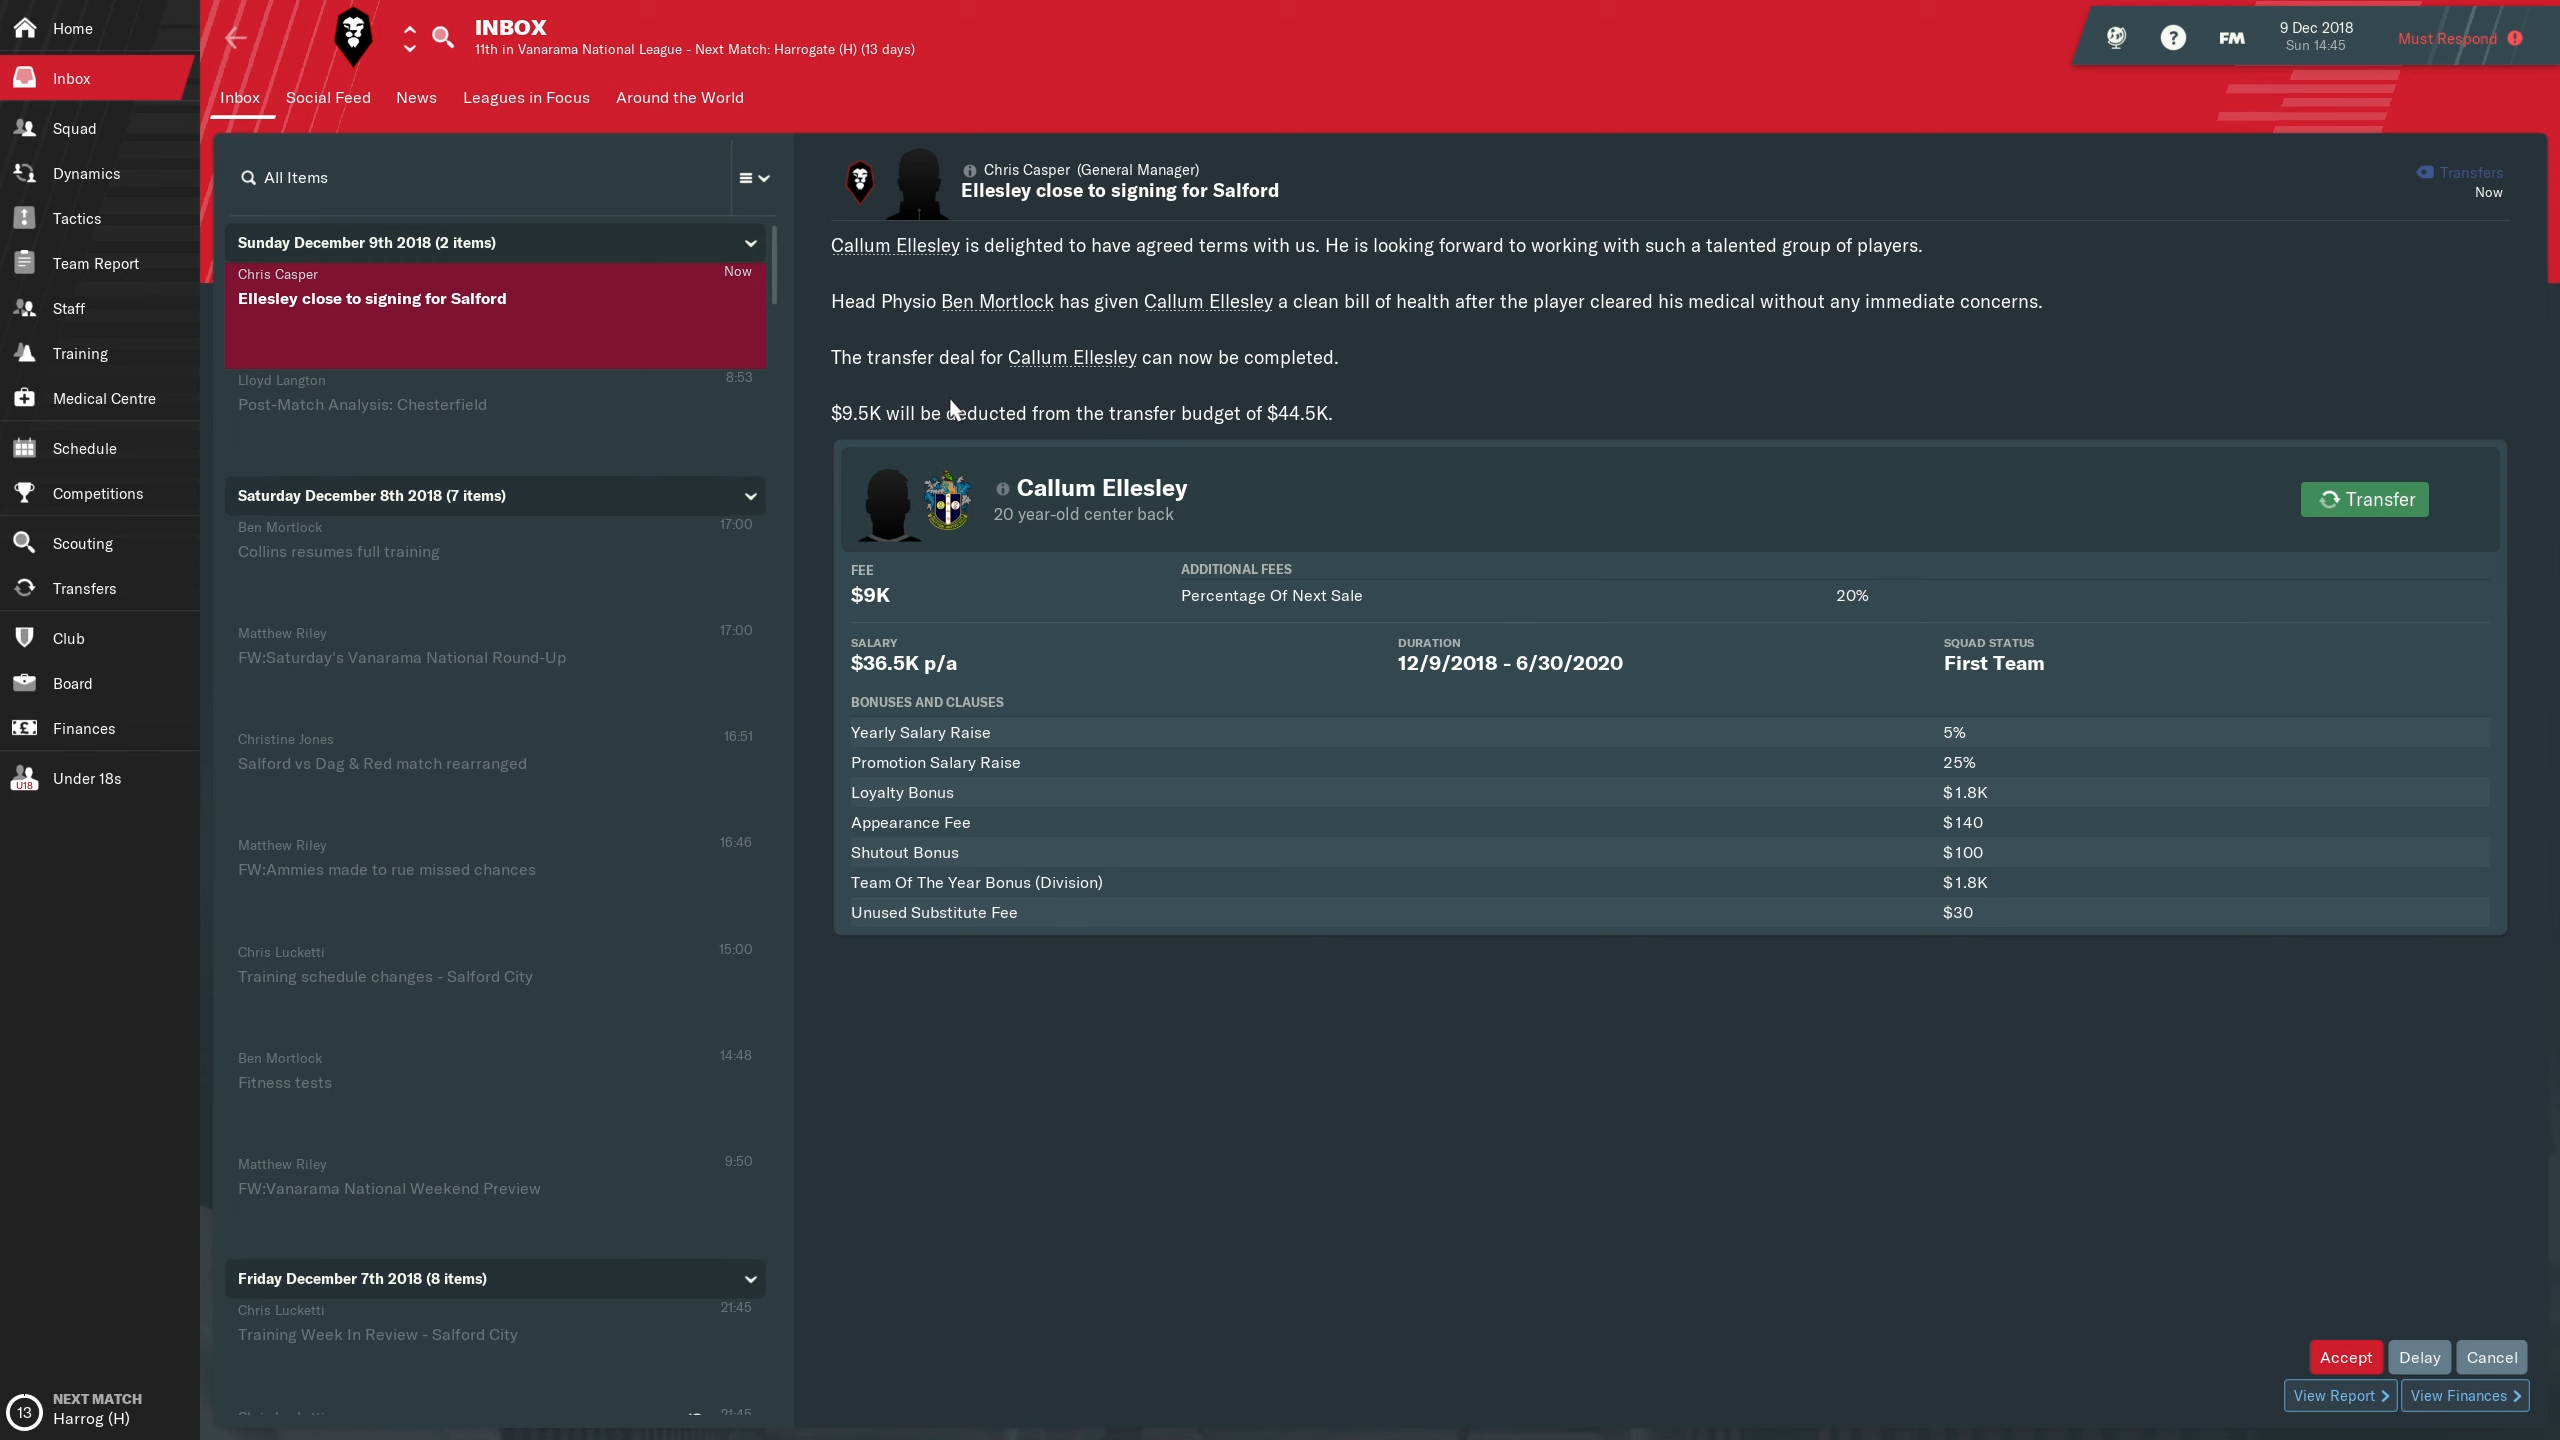 Home
Inbox
Squad
Dynamics
Tactics
Team Report
Staff
Training
Medical Centre
Schedule
Competitions
Scouting
Transfers
Club
Board
Finances
U18
Under 18s
13
NEXT MATCH
Harrog (H)
INBOX
11th in Vanarama National League - Next Match: Harrogate (H) (13 days)
?
FM
9 Dec 2018
Sun 14:45
Must Respond
Inbox
Social Feed
News
Leagues in Focus
Around the World
All Items
Sunday December 9th 2018 (2 items)
Chris Casper
Now
Ellesley close to signing for Salford
Lloyd Langton
8:53
Post-Match Analysis: Chesterfield
Saturday December 8th 2018 (7 items)
Ben Mortlock
17:00
Collins resumes full training
Matthew Riley
17:00
FW:Saturday's Vanarama National Round-Up
Christine Jones
16:51
Salford vs Dag & Red match rearranged
Matthew Riley
16:46
FW:Ammies made to rue missed chances
Chris Lucketti
15:00
Training schedule changes - Salford City
Ben Mortlock
14:48
Fitness tests
Matthew Riley
9:50
FW:Vanarama National Weekend Preview
Friday December 7th 2018 (8 items)
Chris Lucketti
21:45
Training Week In Review - Salford City
21:45
Chris Casper (General Manager)
Ellesley close to signing for Salford
Transfers
Now
Callum Ellesley is delighted to have agreed terms with us. He is looking forward to working with such a talented group of players.
Head Physio Ben Mortlock has given Callum Ellesley a clean bill of health after the player cleared his medical without any immediate concerns.
The transfer deal for Callum Ellesley can now be completed.
$9.5K will be deducted from the transfer budget of $44.5K.
Callum Ellesley
20 year-old center back
Transfer
FEE
ADDITIONAL FEES
$9K
Percentage Of Next Sale
20%
SALARY
DURATION
SQUAD STATUS
$36.5K p/a
12/9/2018 - 6/30/2020
First Team
BONUSES AND CLAUSES
Yearly Salary Raise
5%
Promotion Salary Raise
25%
Loyalty Bonus
$1.8K
Appearance Fee
$140
Shutout Bonus
$100
Team Of The Year Bonus (Division)
$1.8K
Unused Substitute Fee
$30
Accept
Delay
Cancel
View Report
View Finances